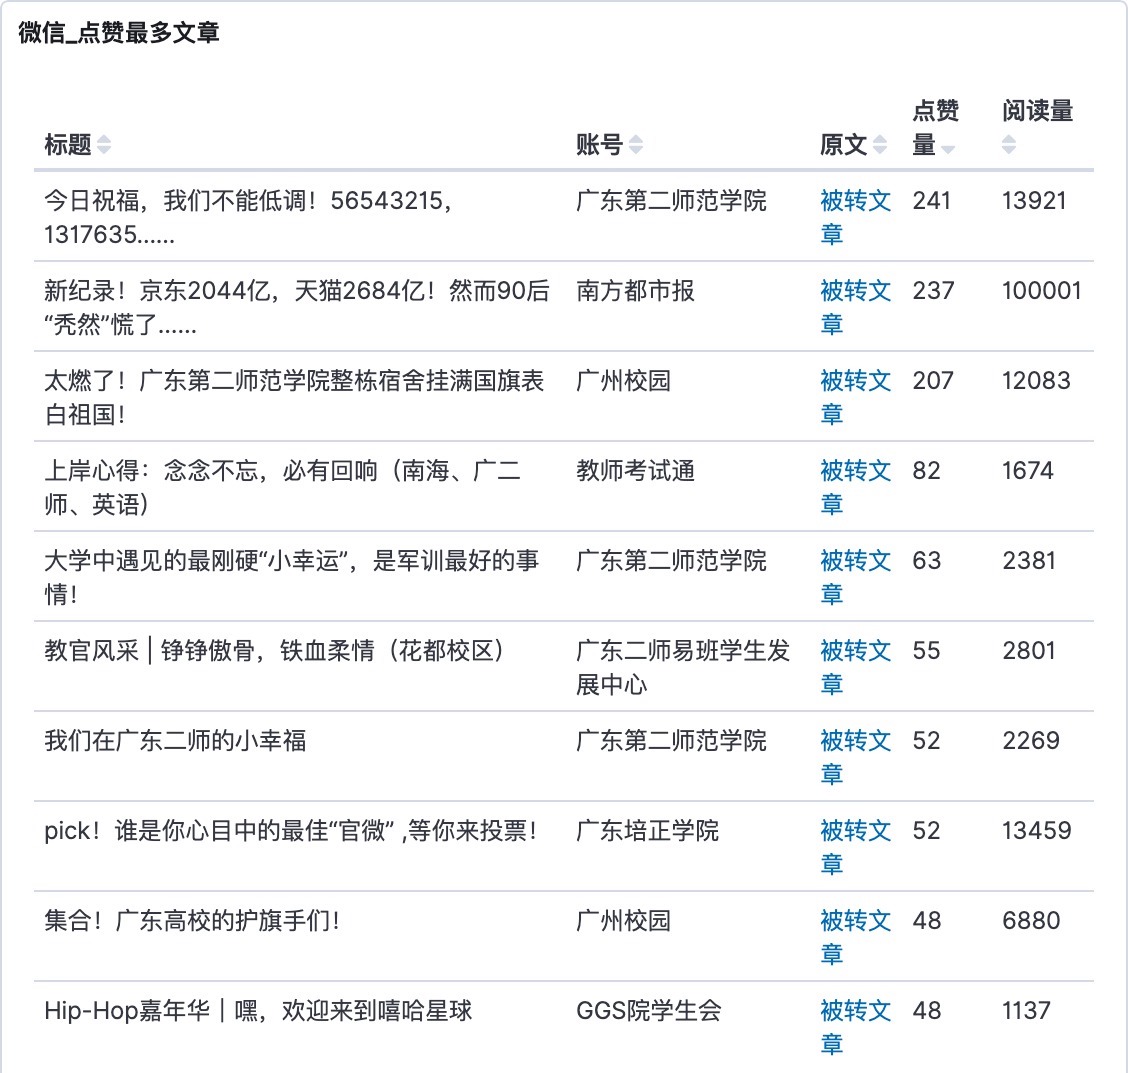 微信_点赞最多文章
标题 账号 原文 点赞量 阅读量
今日祝福，我们不能低调！56543215， 广东第二师范学院 被转文 241 13921
1317635…… 章
新纪录！京东2044亿，天猫2684亿！然而90后 南方都市报 被转文 237 100001
“秃然”慌了…… 章
太燃了！广东第二师范学院整栋宿舍挂满国旗表 广州校园 被转文 207 12083
白祖国！ 章
上岸心得：念念不忘，必有回响（南海、广二 教师考试通 被转文 82 1674
师、英语） 章
大学中遇见的最刚硬“小幸运”，是军训最好的事 广东第二师范学院 被转文 63 2381
情！ 章
教官风采 | 铮铮傲骨，铁血柔情（花都校区） 广东二师易班学生发 被转文 55 2801
展中心 章
我们在广东二师的小幸福 广东第二师范学院 被转文 52 2269
章
pick！谁是你心目中的最佳“官微” ,等你来投票！ 广东培正学院 被转文 52 13459
章
集合！广东高校的护旗手们！ 广州校园 被转文 48 6880
章
Hip-Hop嘉年华｜嘿，欢迎来到嘻哈星球 GGS院学生会 被转文 48 1137
章